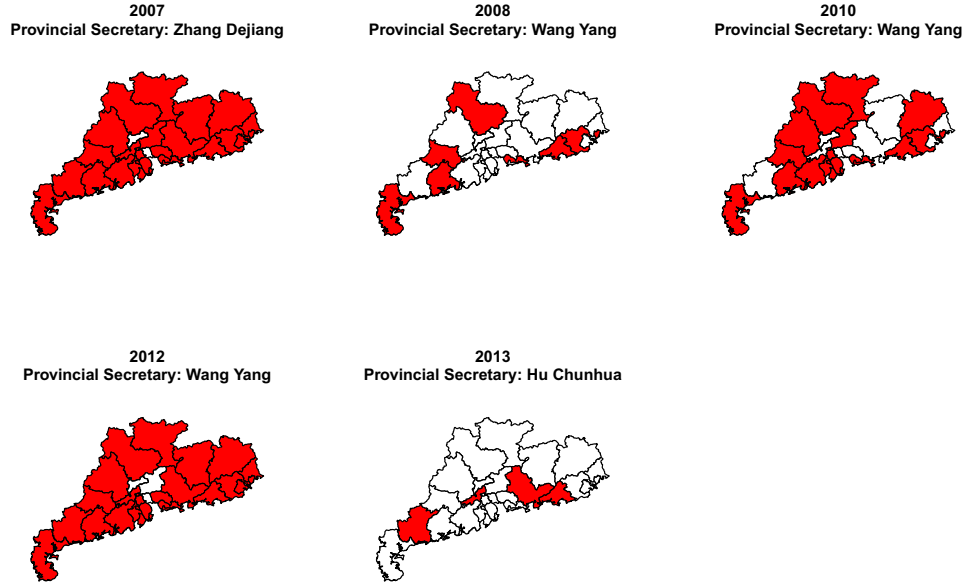 2007
Provincial Secretary: Zhang Dejiang
2008
Provincial Secretary: Wang Yang
2010
Provincial Secretary: Wang Yang
2012
Provincial Secretary: Wang Yang
2013
Provincial Secretary: Hu Chunhua